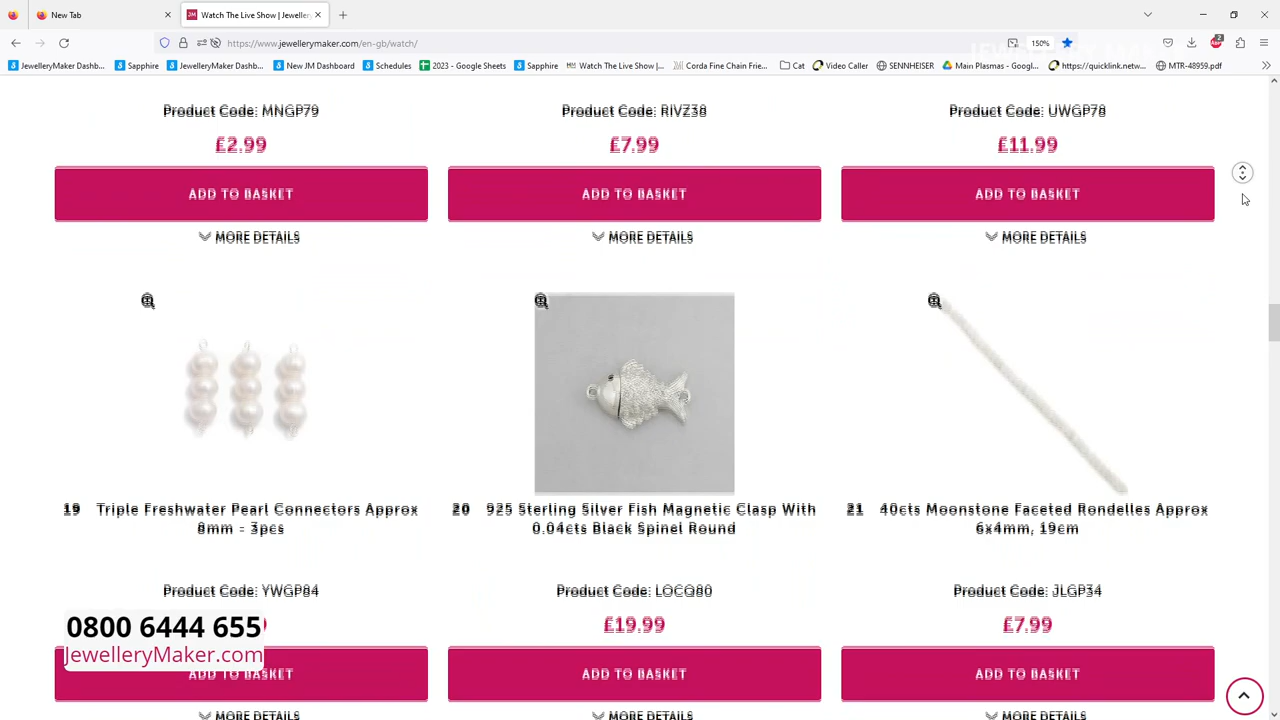 New Tab
Watch The Live Show | Jeweller
https://www.jewellerymaker.com/en-gb/watch/
150%
2
JewelleryMaker Dashb...
Sapphire
JewelleryMaker Dashb...
New JM Dashboard
Schedules
2023 - Google Sheets
Sapphire
Watch The Live Show |...
Corda Fine Chain Frie...
Cat
Video Caller
SENNHEISER
Main Plasmas - Googl...
https://quicklink.netw...
MTR-48959.pdf
Product Code: MNGP79
Product Code: RIVZ38
Product Code: UWGP78
£2.99
£7.99
£11.99
ADD TO BASKET
ADD TO BASKET
ADD TO BASKET
MORE DETAILS
MORE DETAILS
MORE DETAILS
19 Triple Freshwater Pearl Connectors Approx
8mm - 3pcs
20 925 Sterling Silver Fish Magnetic Clasp With
0.04cts Black Spinel Round
21 40cts Moonstone Faceted Rondelles Approx
6x4mm, 19cm
Product Code: YWGP84
Product Code: LOCQ80
Product Code: JLGP34
0800 6444 655
JewelleryMaker.com
£19.99
£7.99
ADD TO BASKET
ADD TO BASKET
ADD TO BASKET
MORE DETAILS
MORE DETAILS
MORE DETAILS